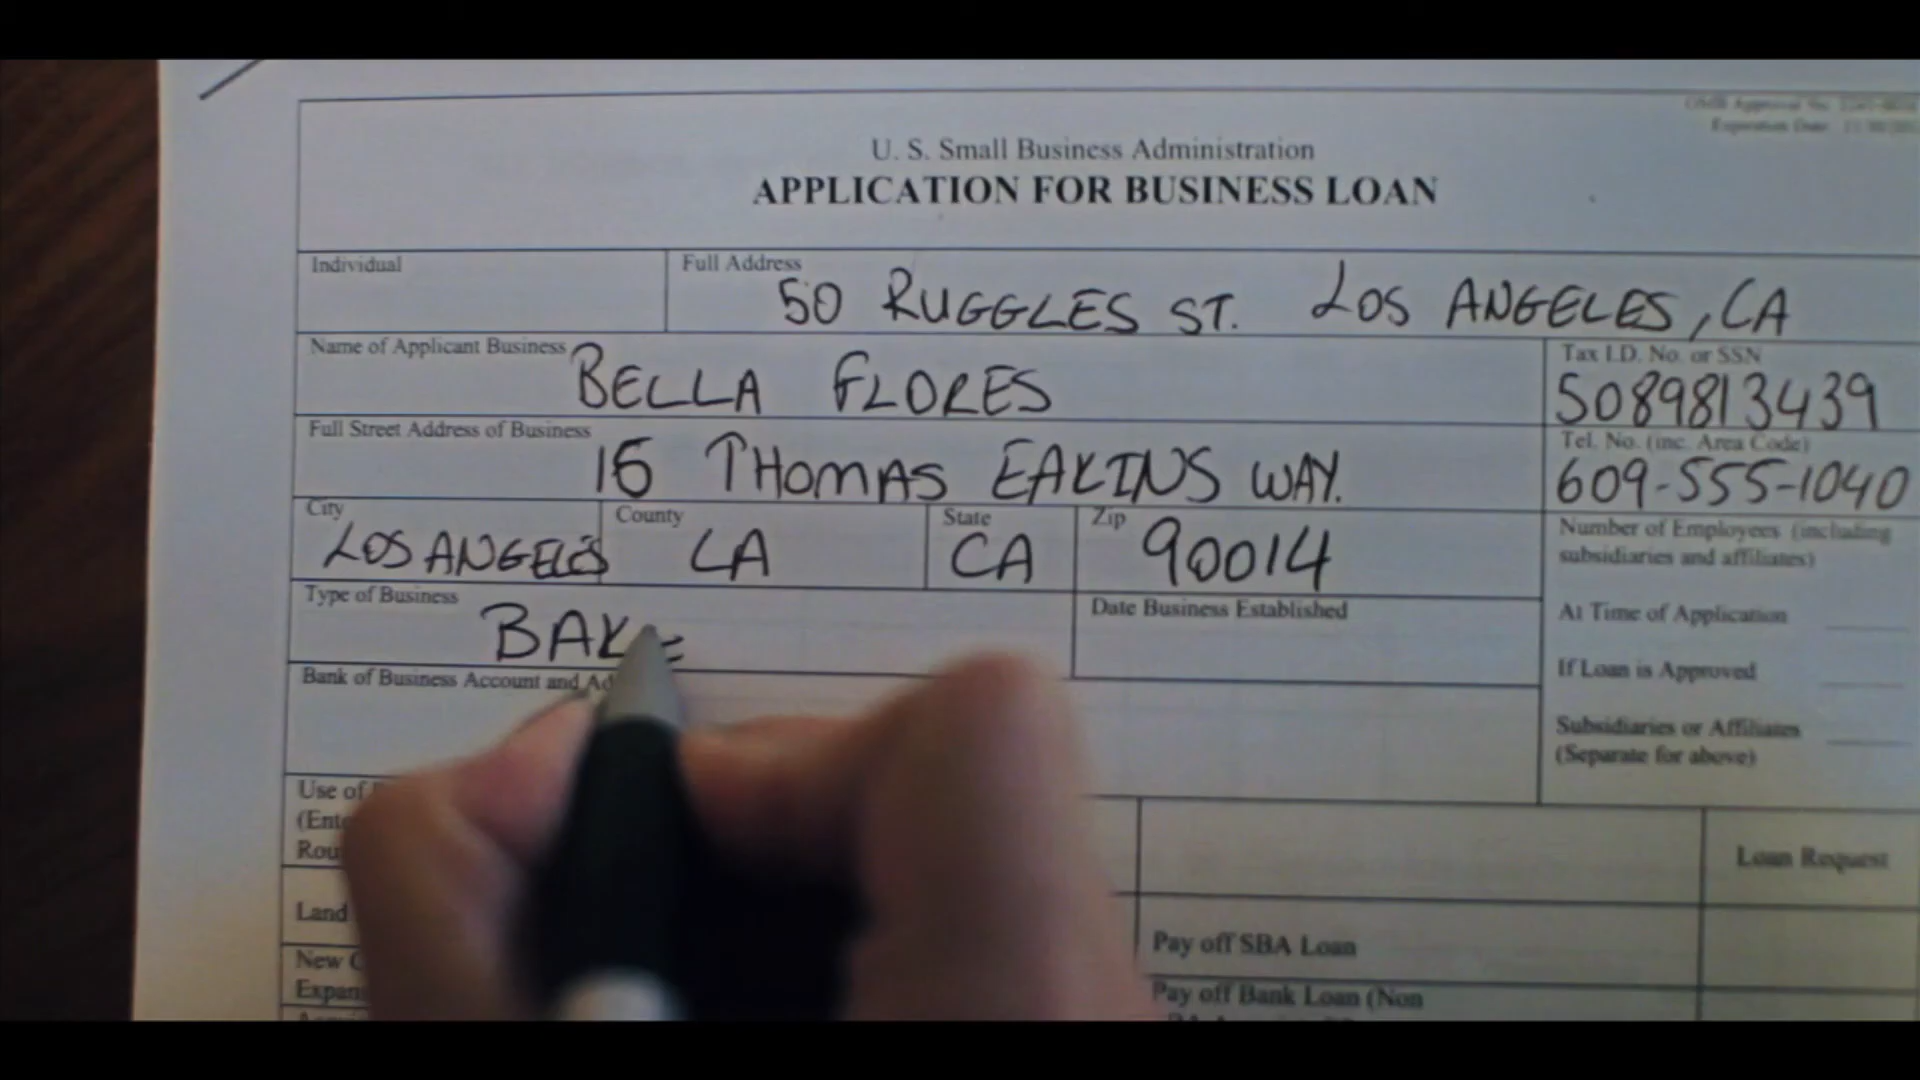 U. S. Small Business Administration
APPLICATION FOR BUSINESS LOAN
Individual
Full Address
50 RUGGLES ST. LOS ANGELES, CA
Name of Applicant Business
BELLA FLORES
Tax I.D. No. or SSN
5089813439
Full Street Address of Business
15 THOMAS EAKINS WAY.
Tel. No. (inc. Area Code)
609-555-1040
City
LOS ANGELES
County
LA
State
CA
Zip
90014
Number of Employees (including
subsidiaries and affiliates)
Type of Business
BAKE
Date Business Established
At Time of Application
If Loan is Approved
Subsidiaries or Affiliates
(Separate for above)
Bank of Business Account and
Use of
Loan Request
Land
Pay off SBA Loan
New
Pay off Bank Loan (Non